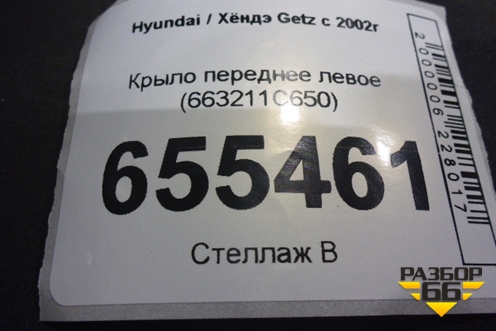 Hyundai / Хёндэ Getz с 2002г
Крыло переднее левое
(663211C650)
655461
Стеллаж В
2000006228017
РАЗБОР
66